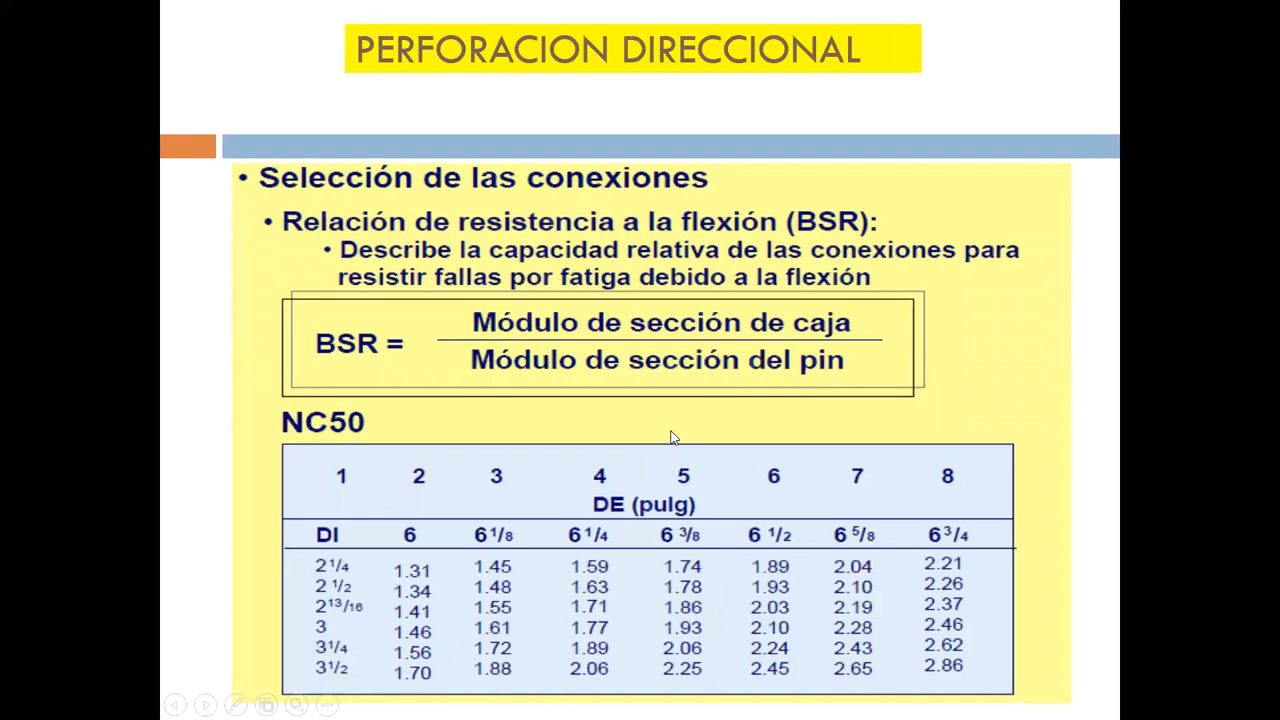 PERFORACION DIRECCIONAL
• Selección de las conexiones
• Relación de resistencia a la flexión (BSR):
• Describe la capacidad relativa de las conexiones para
resistir fallas por fatiga debido a la flexión
BSR = Módulo de sección de caja
Módulo de sección del pin
NC50
1 2 3 4 5 6 7 8
DE (pulg)
DI 6 6 1/8 6 1/4 6 3/8 6 1/2 6 5/8 6 3/4
2 1/4 1.31 1.45 1.59 1.74 1.89 2.04 2.21
2 1/2 1.34 1.48 1.63 1.78 1.93 2.10 2.26
2 13/16 1.41 1.55 1.71 1.86 2.03 2.19 2.37
3 1.46 1.61 1.77 1.93 2.10 2.28 2.46
3 1/4 1.56 1.72 1.89 2.06 2.24 2.43 2.62
3 1/2 1.70 1.88 2.06 2.25 2.45 2.65 2.86